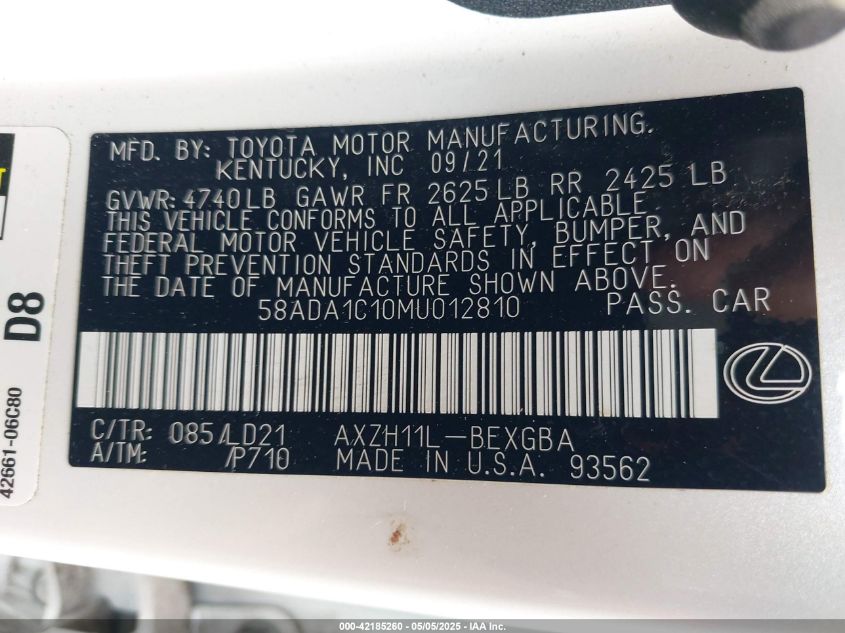 MFD. BY: TOYOTA MOTOR MANUFACTURING.
KENTUCKY, INC 09/21
GVWR: 4740LB GAWR FR 2625 LB RR 2425 LB
THIS VEHICLE CONFORMS TO ALL APPLICABLE
FEDERAL MOTOR VEHICLE SAFETY, BUMPER, AND
THEFT PREVENTION STANDARDS IN EFFECT ON
THE DATE OF MANUFACTURE SHOWN ABOVE.
58ADA1C10MU012810 PASS. CAR
C/TR: 085/LD21 AXZH11L-BEXGBA
A/TM: /P710 MADE IN U.S.A. 93562
D8
42661-06C80
000-42185260 - 05/05/2025 - IAA Inc.